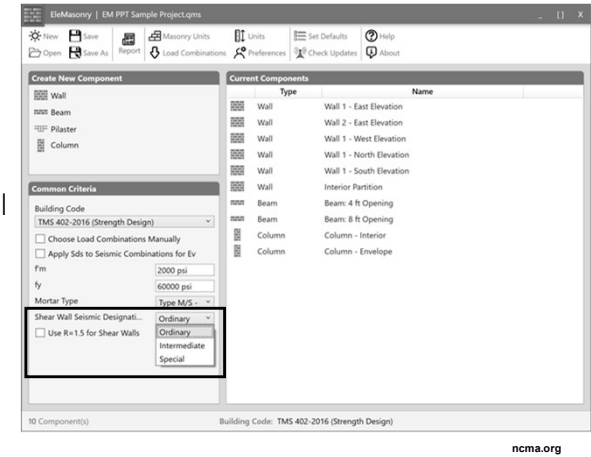 EleMasonry | EM PPT Sample Project.qms
_ [] X
New Save Report Masonry Units Units Set Defaults Help
Open Save As Load Combinations Preferences Check Updates About
Create New Component
Wall
Beam
Pilaster
Column
Common Criteria
Building Code
TMS 402-2016 (Strength Design)
Choose Load Combinations Manually
Apply Sds to Seismic Combinations for Ev
f'm 2000 psi
fy 60000 psi
Mortar Type Type M/S -
Shear Wall Seismic Designati... Ordinary
Use R=1.5 for Shear Walls Ordinary
Intermediate
Special
Current Components
Type Name
Wall Wall 1 - East Elevation
Wall Wall 2 - East Elevation
Wall Wall 1 - West Elevation
Wall Wall 1 - North Elevation
Wall Wall 1 - South Elevation
Wall Interior Partition
Beam Beam: 4 ft Opening
Beam Beam: 8 ft Opening
Column Column - Interior
Column Column - Envelope
10 Component(s) Building Code: TMS 402-2016 (Strength Design)
ncma.org